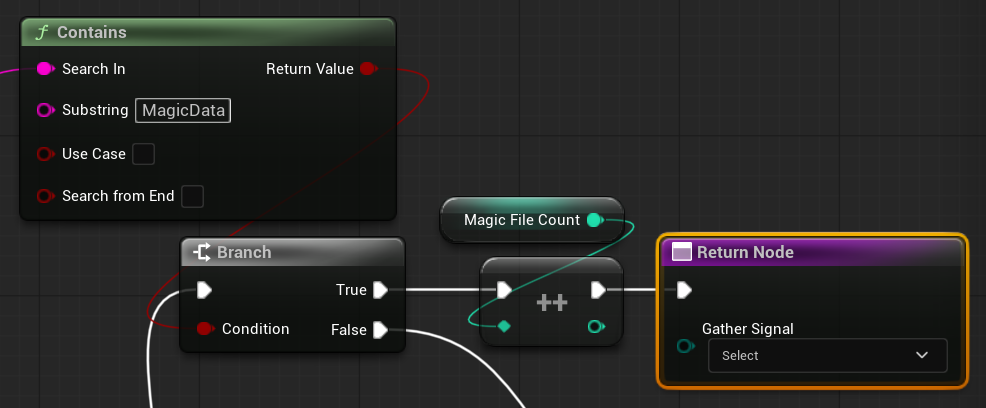 f Contains
Search In
Return Value
Substring MagicData
Use Case
Search from End
Magic File Count
Branch
Return Node
True
++
Condition
False
Gather Signal
Select